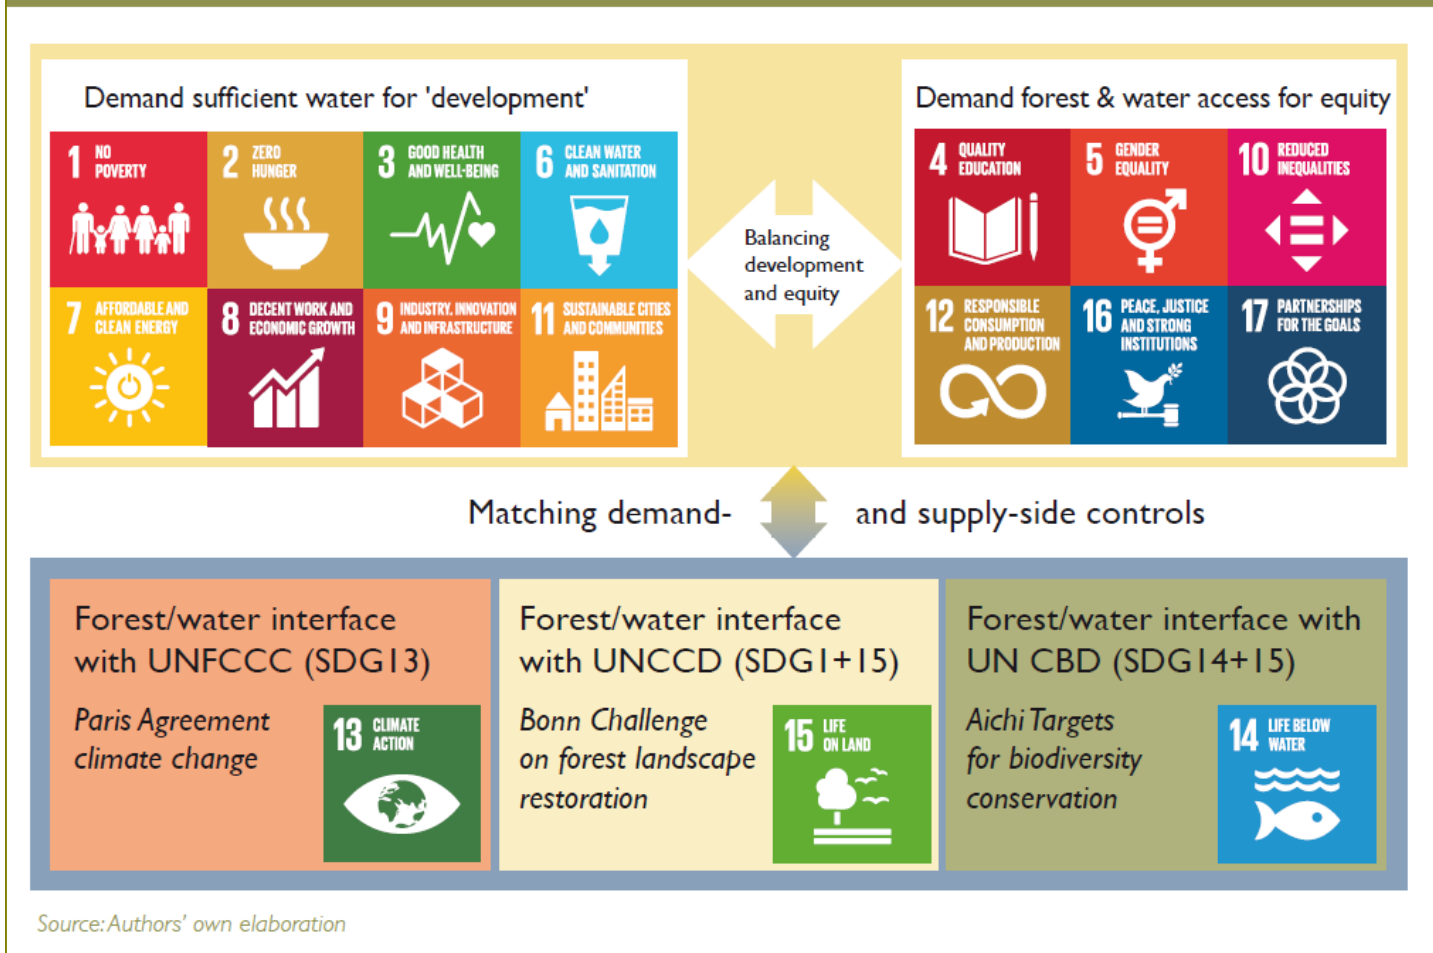 Demand sufficient water for 'development'
1 NO
POVERTY
2 ZERO
HUNGER
3 GOOD HEALTH
AND WELL-BEING
6 CLEAN WATER
AND SANITATION
7 AFFORDABLE AND
CLEAN ENERGY
8 DECENT WORK AND
ECONOMIC GROWTH
9 INDUSTRY, INNOVATION
AND INFRASTRUCTURE
11 SUSTAINABLE CITIES
AND COMMUNITIES
Balancing
development
and equity
Demand forest & water access for equity
4 QUALITY
EDUCATION
5 GENDER
EQUALITY
10 REDUCED
INEQUALITIES
12 RESPONSIBLE
CONSUMPTION
AND PRODUCTION
16 PEACE, JUSTICE
AND STRONG
INSTITUTIONS
17 PARTNERSHIPS
FOR THE GOALS
Matching demand- and supply-side controls
Forest/water interface
with UNFCCC (SDG13)
Paris Agreement
climate change
13 CLIMATE
ACTION
Forest/water interface
with UNCCD (SDG1+15)
Bonn Challenge
on forest landscape
restoration
15 LIFE
ON LAND
Forest/water interface with
UN CBD (SDG14+15)
Aichi Targets
for biodiversity
conservation
14 LIFE BELOW
WATER
Source: Authors' own elaboration